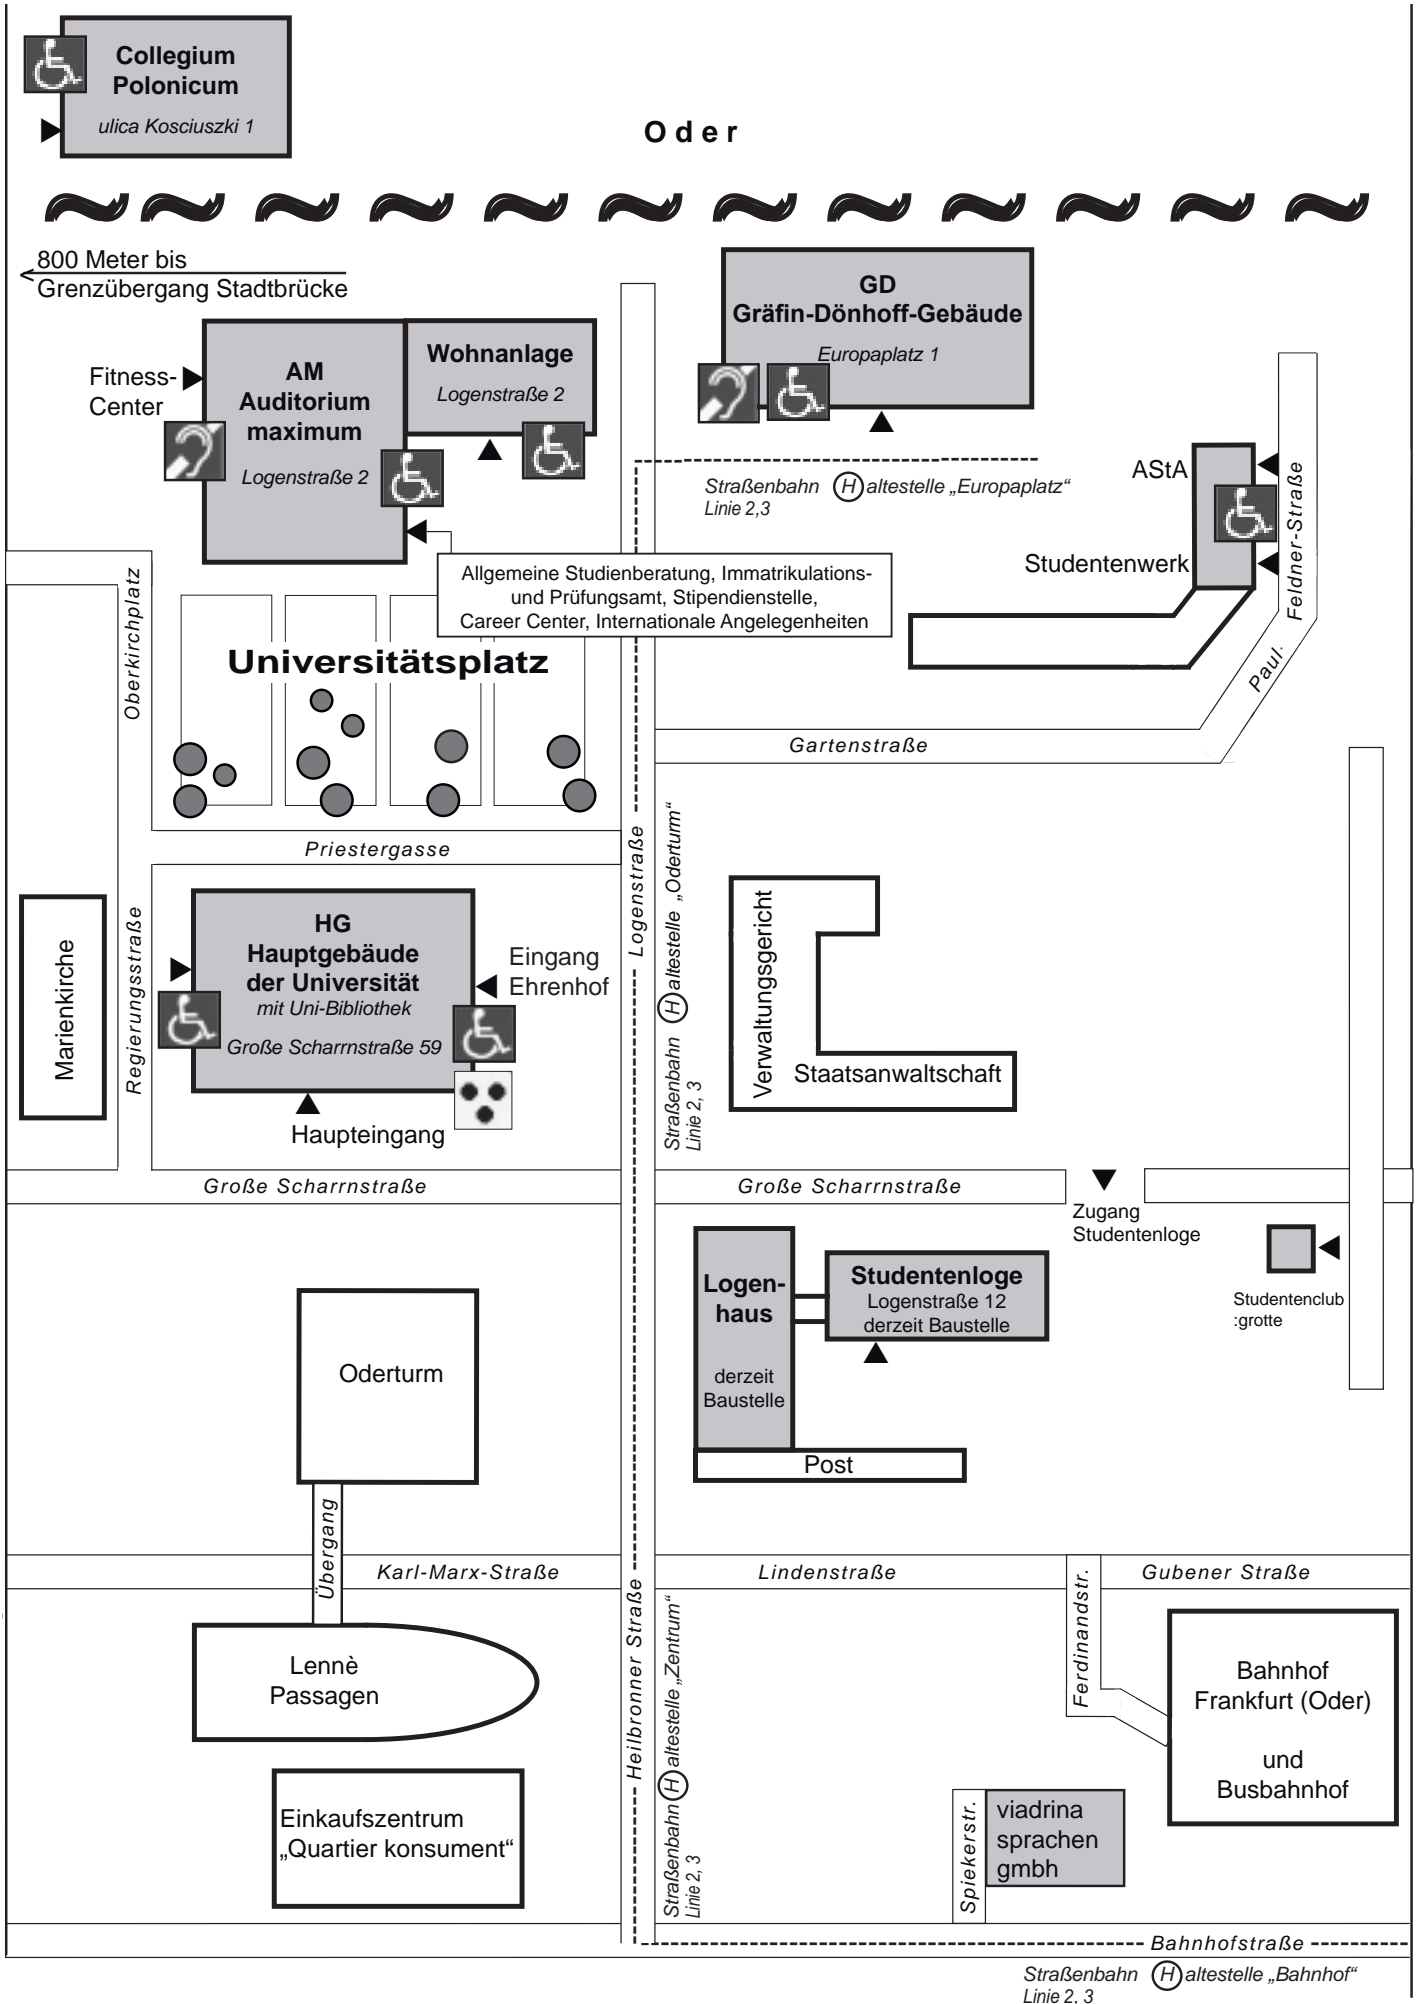 Collegium
Polonicum
ulica Kosciuszki 1
Oder
800 Meter bis
Grenzübergang Stadtbrücke
GD
Gräfin-Dönhoff-Gebäude
Europaplatz 1
Fitness-
Center
AM
Auditorium
maximum
Logenstraße 2
Wohnanlage
Logenstraße 2
Straßenbahn Haltestelle „Europaplatz“
Linie 2,3
AStA
Studentenwerk
Paul-
Feldner-Straße
Allgemeine Studienberatung, Immatrikulations-
und Prüfungsamt, Stipendienstelle,
Career Center, Internationale Angelegenheiten
Oberkirchplatz
Universitätsplatz
Gartenstraße
Priestergasse
Logenstraße
Straßenbahn Haltestelle „Oderturm“
Linie 2, 3
Marienkirche
Regierungsstraße
HG
Hauptgebäude
der Universität
mit Uni-Bibliothek
Große Scharrnstraße 59
Eingang
Ehrenhof
Haupteingang
Verwaltungsgericht
Staatsanwaltschaft
Große Scharrnstraße
Große Scharrnstraße
Zugang
Studentenloge
Logen-
haus
derzeit
Baustelle
Studentenloge
Logenstraße 12
derzeit Baustelle
Studentenclub
:grotte
Oderturm
Post
Übergang
Karl-Marx-Straße
Lindenstraße
Gubener Straße
Ferdinandstr.
Heilbronner Straße
Straßenbahn Haltestelle „Zentrum“
Linie 2, 3
Lennè
Passagen
Bahnhof
Frankfurt (Oder)
und
Busbahnhof
Einkaufszentrum
„Quartier konsument“
Spiekerstr.
viadrina
sprachen
gmbh
Bahnhofstraße
Straßenbahn Haltestelle „Bahnhof“
Linie 2, 3